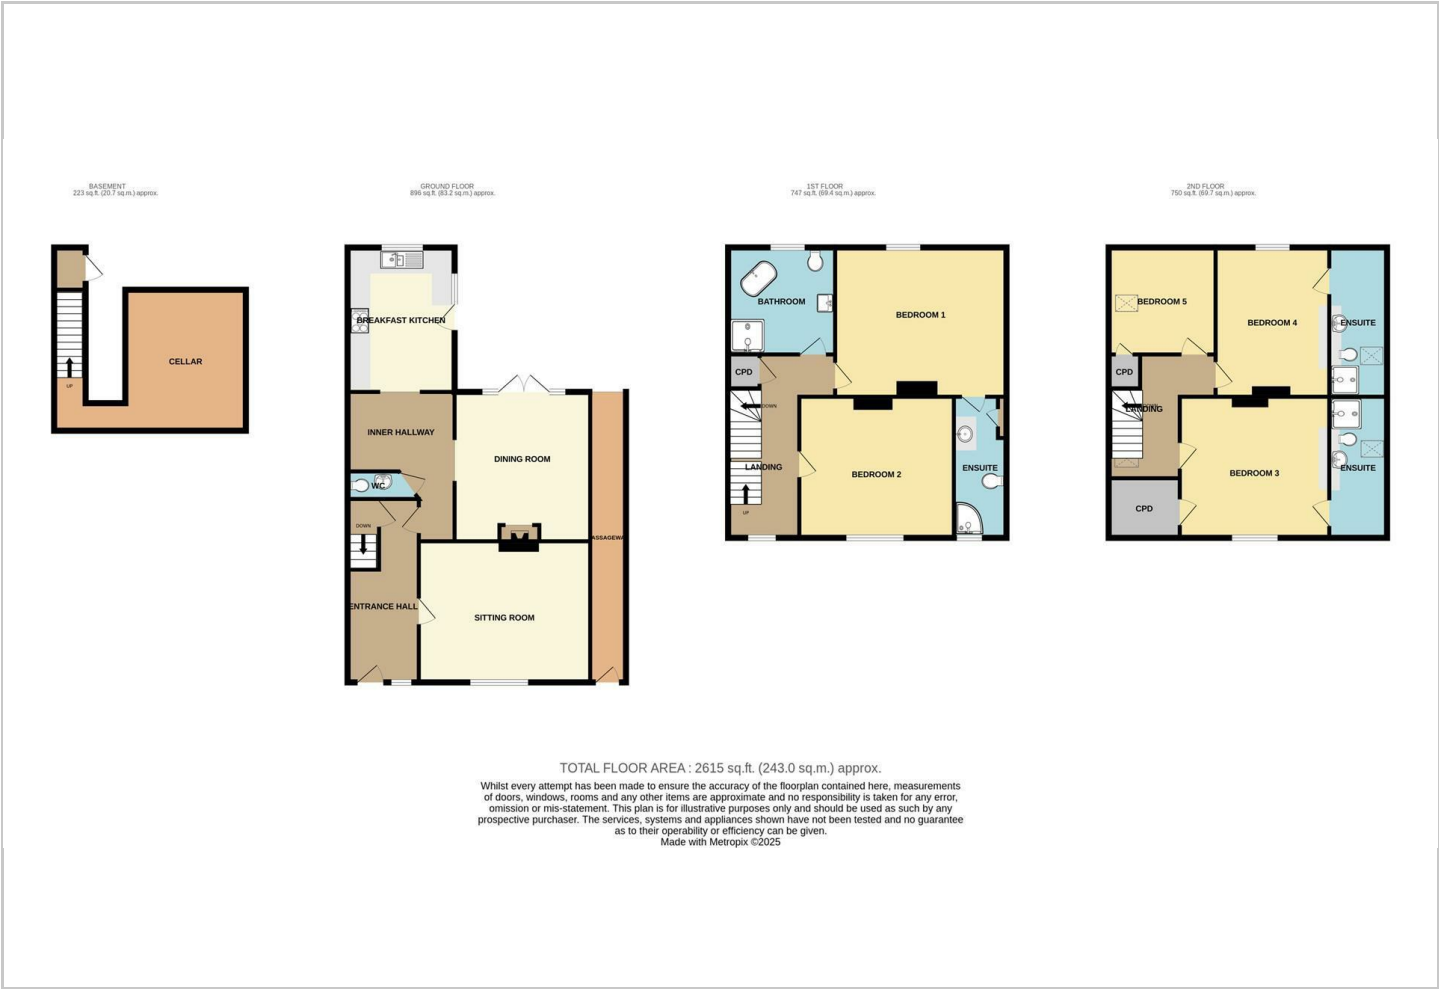 BASEMENT
223 sq.ft. (20.7 sq.m.) approx.
GROUND FLOOR
896 sq.ft. (83.2 sq.m.) approx.
1ST FLOOR
747 sq.ft. (69.4 sq.m.) approx.
2ND FLOOR
750 sq.ft. (69.7 sq.m.) approx.
UP
CELLAR
BREAKFAST KITCHEN
INNER HALLWAY
DINING ROOM
WC
DOWN
ASSAGEWA
ENTRANCE HALL
SITTING ROOM
BATHROOM
BEDROOM 1
CPD
DOWN
LANDING
BEDROOM 2
ENSUITE
UP
BEDROOM 5
BEDROOM 4
ENSUITE
CPD
DOWN
LANDING
BEDROOM 3
ENSUITE
CPD
TOTAL FLOOR AREA : 2615 sq.ft. (243.0 sq.m.) approx.
Whilst every attempt has been made to ensure the accuracy of the floorplan contained here, measurements
of doors, windows, rooms and any other items are approximate and no responsibility is taken for any error,
omission or mis-statement. This plan is for illustrative purposes only and should be used as such by any
prospective purchaser. The services, systems and appliances shown have not been tested and no guarantee
as to their operability or efficiency can be given.
Made with Metropix ©2025